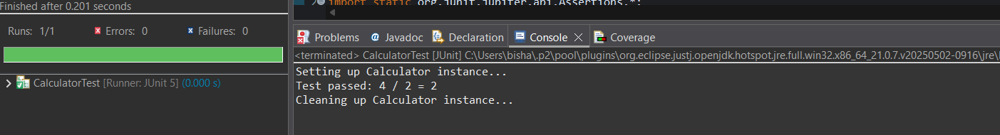 Finished after 0.201 seconds
Runs: 1/1 Errors: 0 Failures: 0
CalculatorTest [Runner: JUnit 5] (0.000 s)
import static org.junit.jupiter.api.Assertions.*;
Problems @ Javadoc Declaration Console Coverage
<terminated> CalculatorTest [JUnit] C:\Users\bisha\.p2\pool\plugins\org.eclipse.justj.openjdk.hotspot.jre.full.win32.x86_64_21.0.7.v20250502-0916\jre\
Setting up Calculator instance...
Test passed: 4 / 2 = 2
Cleaning up Calculator instance...